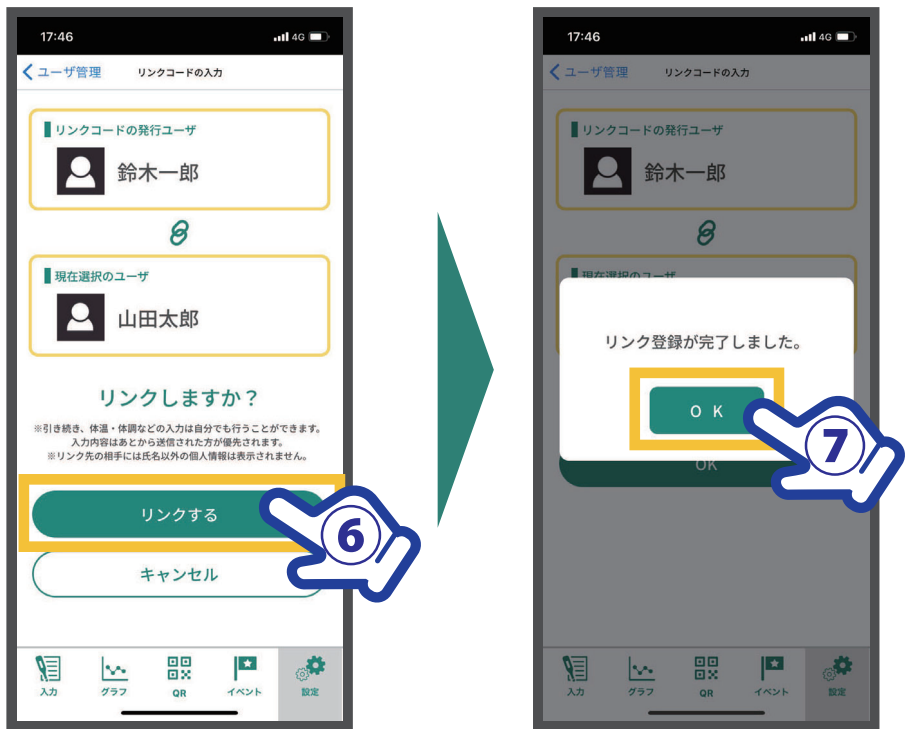 17:46
4G
ユーザ管理 リンクコードの入力
リンクコードの発行ユーザ
鈴木一郎
現在選択のユーザ
山田太郎
リンクしますか？
※引き続き、体温・体調などの入力は自分でも行うことができます。
入力内容はあとから送信された方が優先されます。
※リンク先の相手には氏名以外の個人情報は表示されません。
リンクする
⑥
キャンセル
入力 グラフ QR イベント 設定
17:46
4G
ユーザ管理 リンクコードの入力
リンクコードの発行ユーザ
鈴木一郎
現在選択のユーザ
リンク登録が完了しました。
OK
⑦
OK
入力 グラフ QR イベント 設定